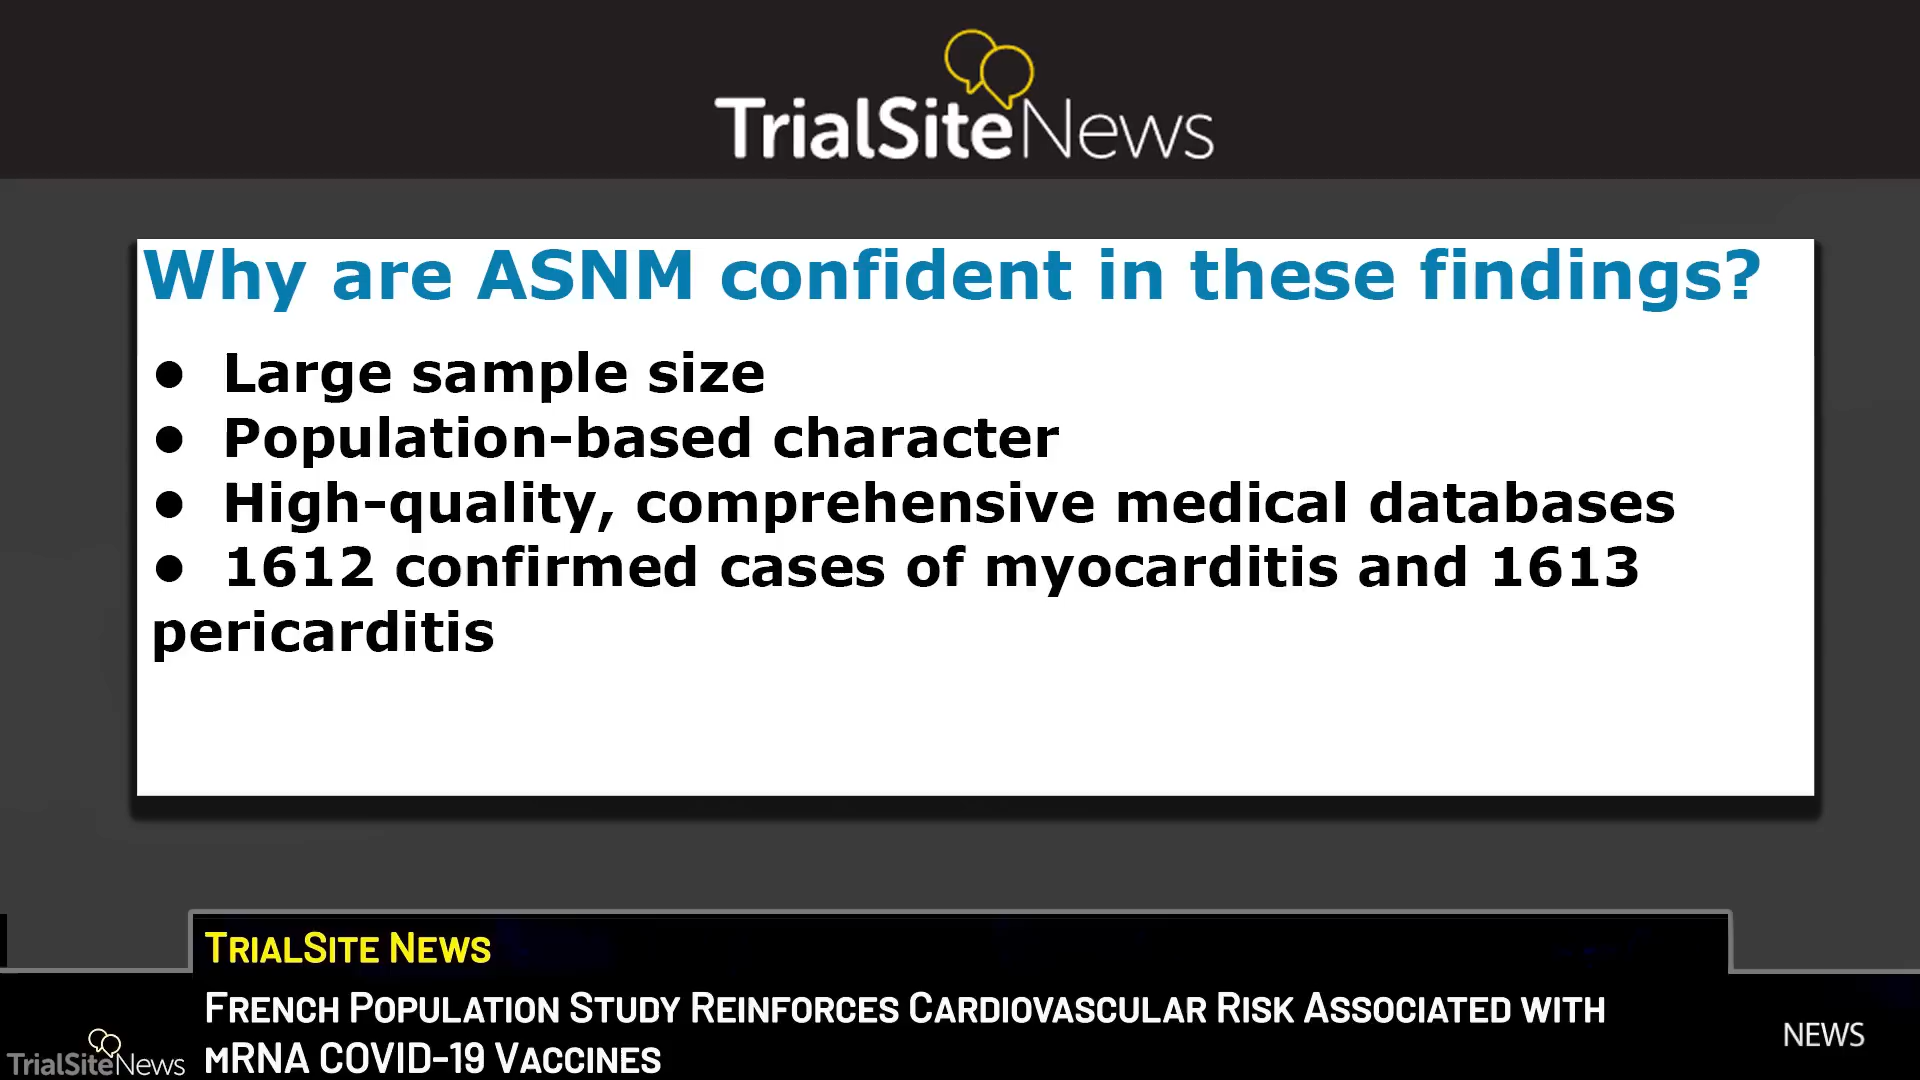 TrialSiteNews
Why are ASNM confident in these findings?
● Large sample size
● Population-based character
● High-quality, comprehensive medical databases
● 1612 confirmed cases of myocarditis and 1613
pericarditis
TrialSite News
French Population Study Reinforces Cardiovascular Risk Associated with
mRNA COVID-19 Vaccines
NEWS
TrialSiteNews